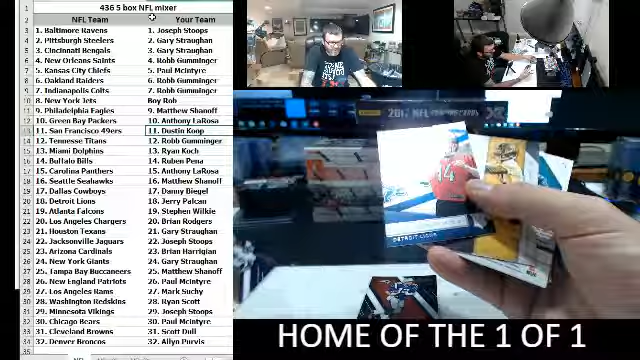 436 5 box NFL mixer
NFL Team Your Team
1. Baltimore Ravens 1. Joseph Stoops
2. Pittsburgh Steelers 2. Gary Straughan
3. Cincinnati Bengals 3. Gary Straughan
4. New Orleans Saints 4. Robb Gumminger
5. Kansas City Chiefs 5. Paul McIntyre
6. Oakland Raiders 6. Robb Gumminger
7. Indianapolis Colts 7. Robb Gumminger
8. New York Jets Boy Rob
9. Philadelphia Eagles 9. Matthew Shanoff
10. Green Bay Packers 10. Anthony LaRosa
11. San Francisco 49ers 11. Dustin Koop
12. Tennesse Titans 12. Robb Gumminger
13. Miami Dolphins 13. Ryan Koch
14. Buffalo Bills 14. Ruben Pena
15. Carolina Panthers 15. Anthony LaRosa
16. Seattle Seahawks 16. Matthew Shanoff
17. Dallas Cowboys 17. Danny Biegel
18. Detroit Lions 18. Jerry Palcan
19. Atlanta Falcons 19. Stephen Wilkie
20. Los Angeles Chargers 20. Brian Rodgers
21. Houston Texans 21. Gary Straughan
22. Jacksonville Jaguars 22. Joseph Stoops
23. Arizona Cardinals 23. Brian Harrigian
24. New York Giants 24. Gary Straughan
25. Tampa Bay Buccaneers 25. Matthew Shanoff
26. New England Patriots 26. Paul McIntyre
27. Los Angeles Rams 27. Mark Suchy
28. Washington Redskins 28. Ryan Scott
29. Minnesota Vikings 29. Joseph Stoops
30. Chicago Bears 30. Paul McIntyre
31. Cleveland Browns 31. Scott Dull
32. Denver Broncos 32. Allyn Purvis
2017 NFL
DETROIT LIONS
HOME OF THE 1 OF 1